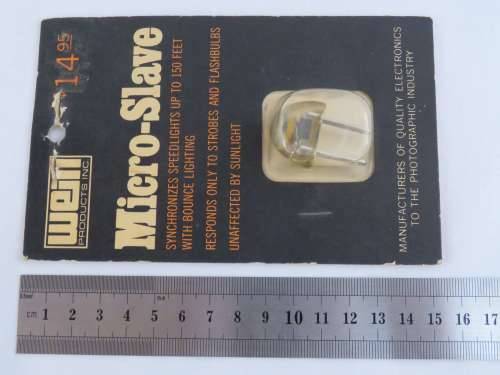 14.95
Wein
PRODUCTS INC.
Micro-Slave
SYNCHRONIZES SPEEDLIGHTS UP TO 150 FEET
WITH BOUNCE LIGHTING
RESPONDS ONLY TO STROBES AND FLASHBULBS
UNAFFECTED BY SUNLIGHT
MANUFACTURERS OF QUALITY ELECTRONICS
TO THE PHOTOGRAPHIC INDUSTRY
cm 1 2 3 4 5 6 7 8 9 10 11 12 13 14 15 16 17